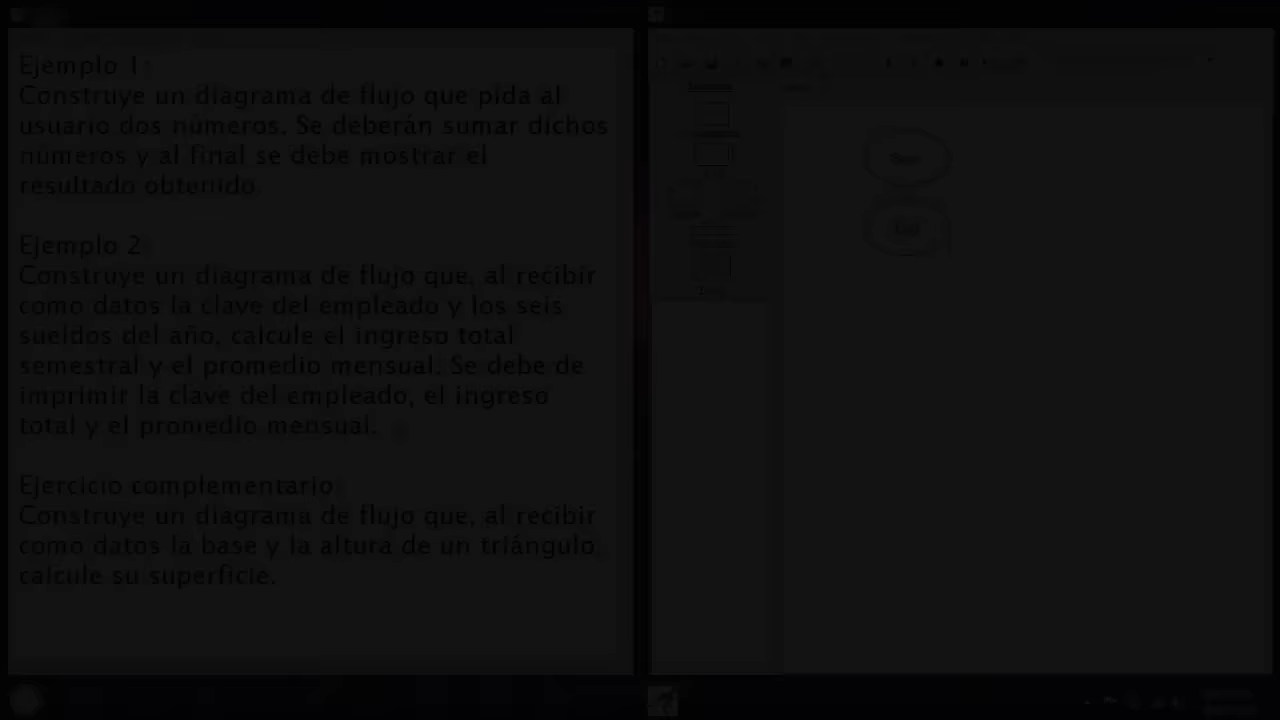 Ejemplo 1:
Construye un diagrama de flujo que pida al
usuario dos números. Se deberán sumar dichos
números y al final se debe mostrar el
resultado obtenido.
Ejemplo 2:
Construye un diagrama de flujo que, al recibir
como datos la clave del empleado y los seis
sueldos del año, calcule el ingreso total
semestral y el promedio mensual. Se debe de
imprimir la clave del empleado, el ingreso
total y el promedio mensual.
Ejercicio complementario:
Construye un diagrama de flujo que, al recibir
como datos la base y la altura de un triángulo,
calcule su superficie.
Start
End